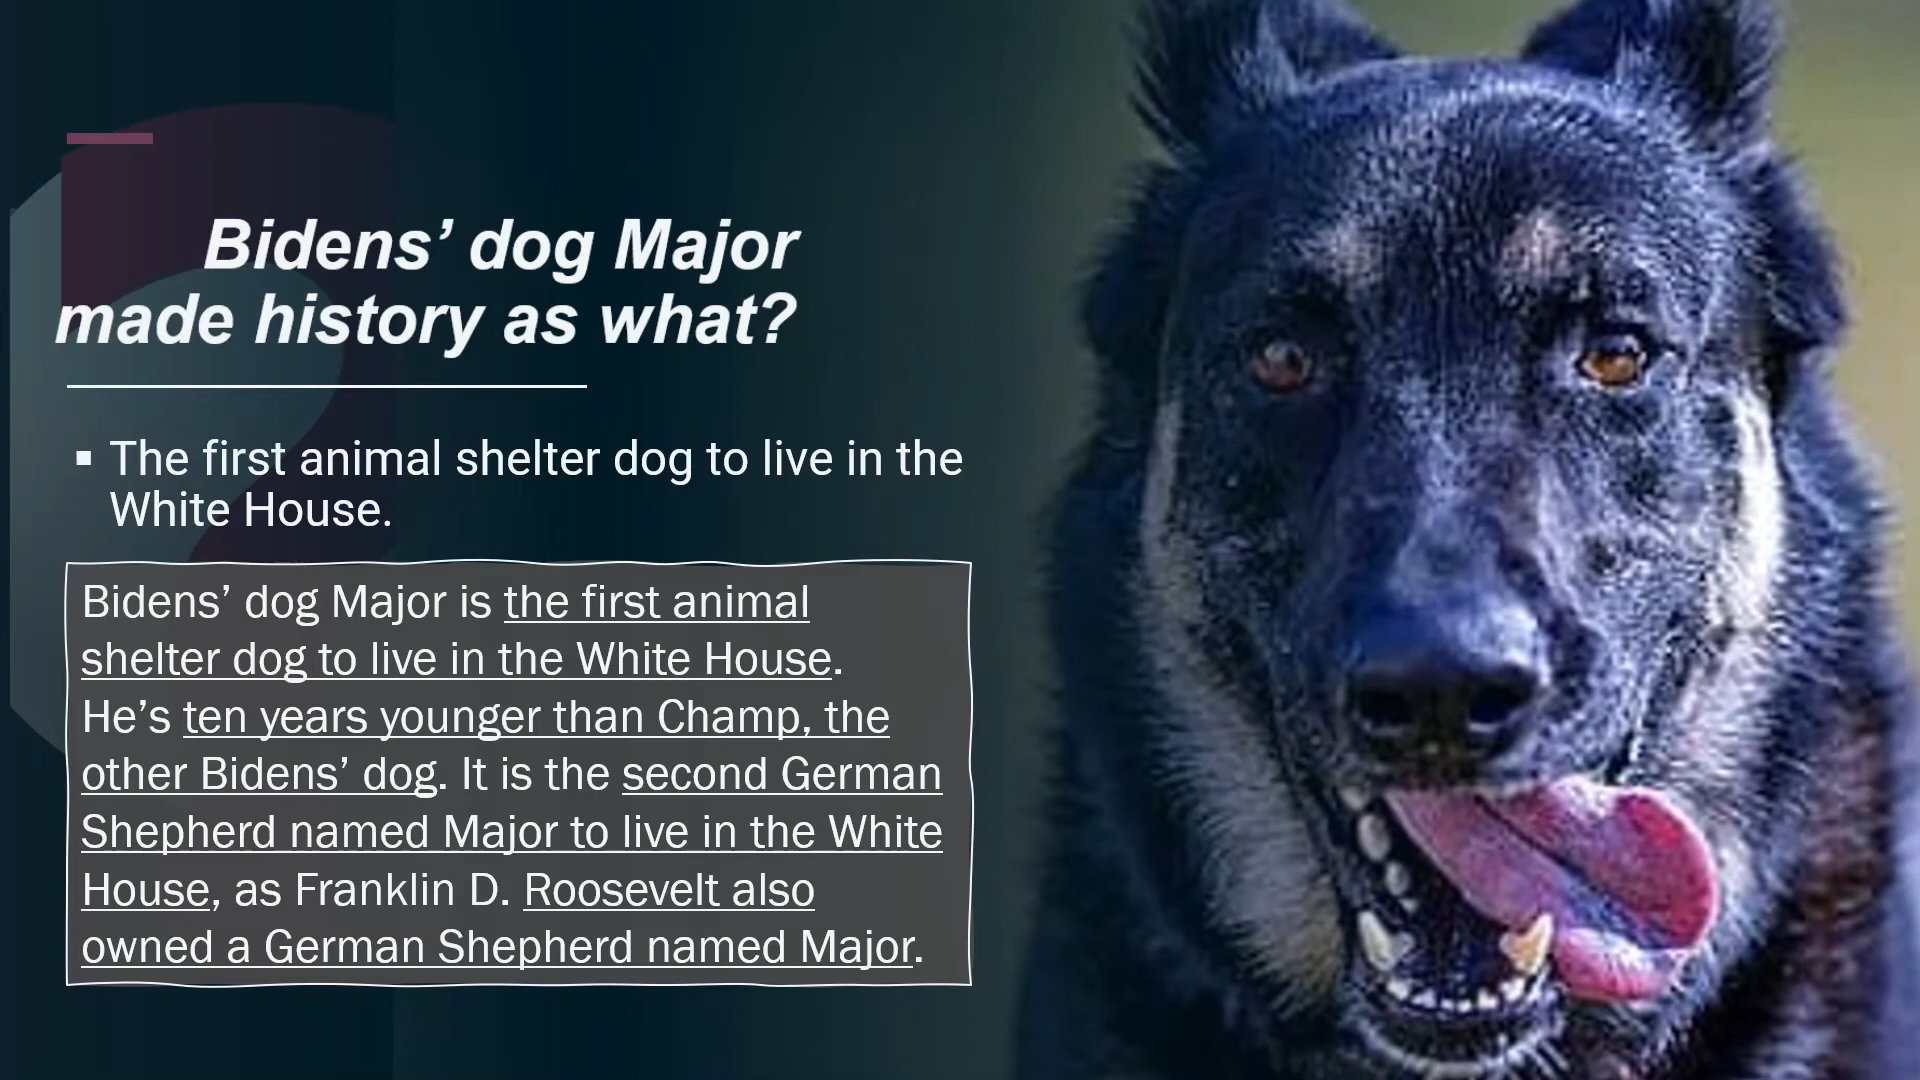 Bidens’ dog Major
made history as what?
▪ The first animal shelter dog to live in the
White House.
Bidens’ dog Major is the first animal
shelter dog to live in the White House.
He’s ten years younger than Champ, the
other Bidens’ dog. It is the second German
Shepherd named Major to live in the White
House, as Franklin D. Roosevelt also
owned a German Shepherd named Major.